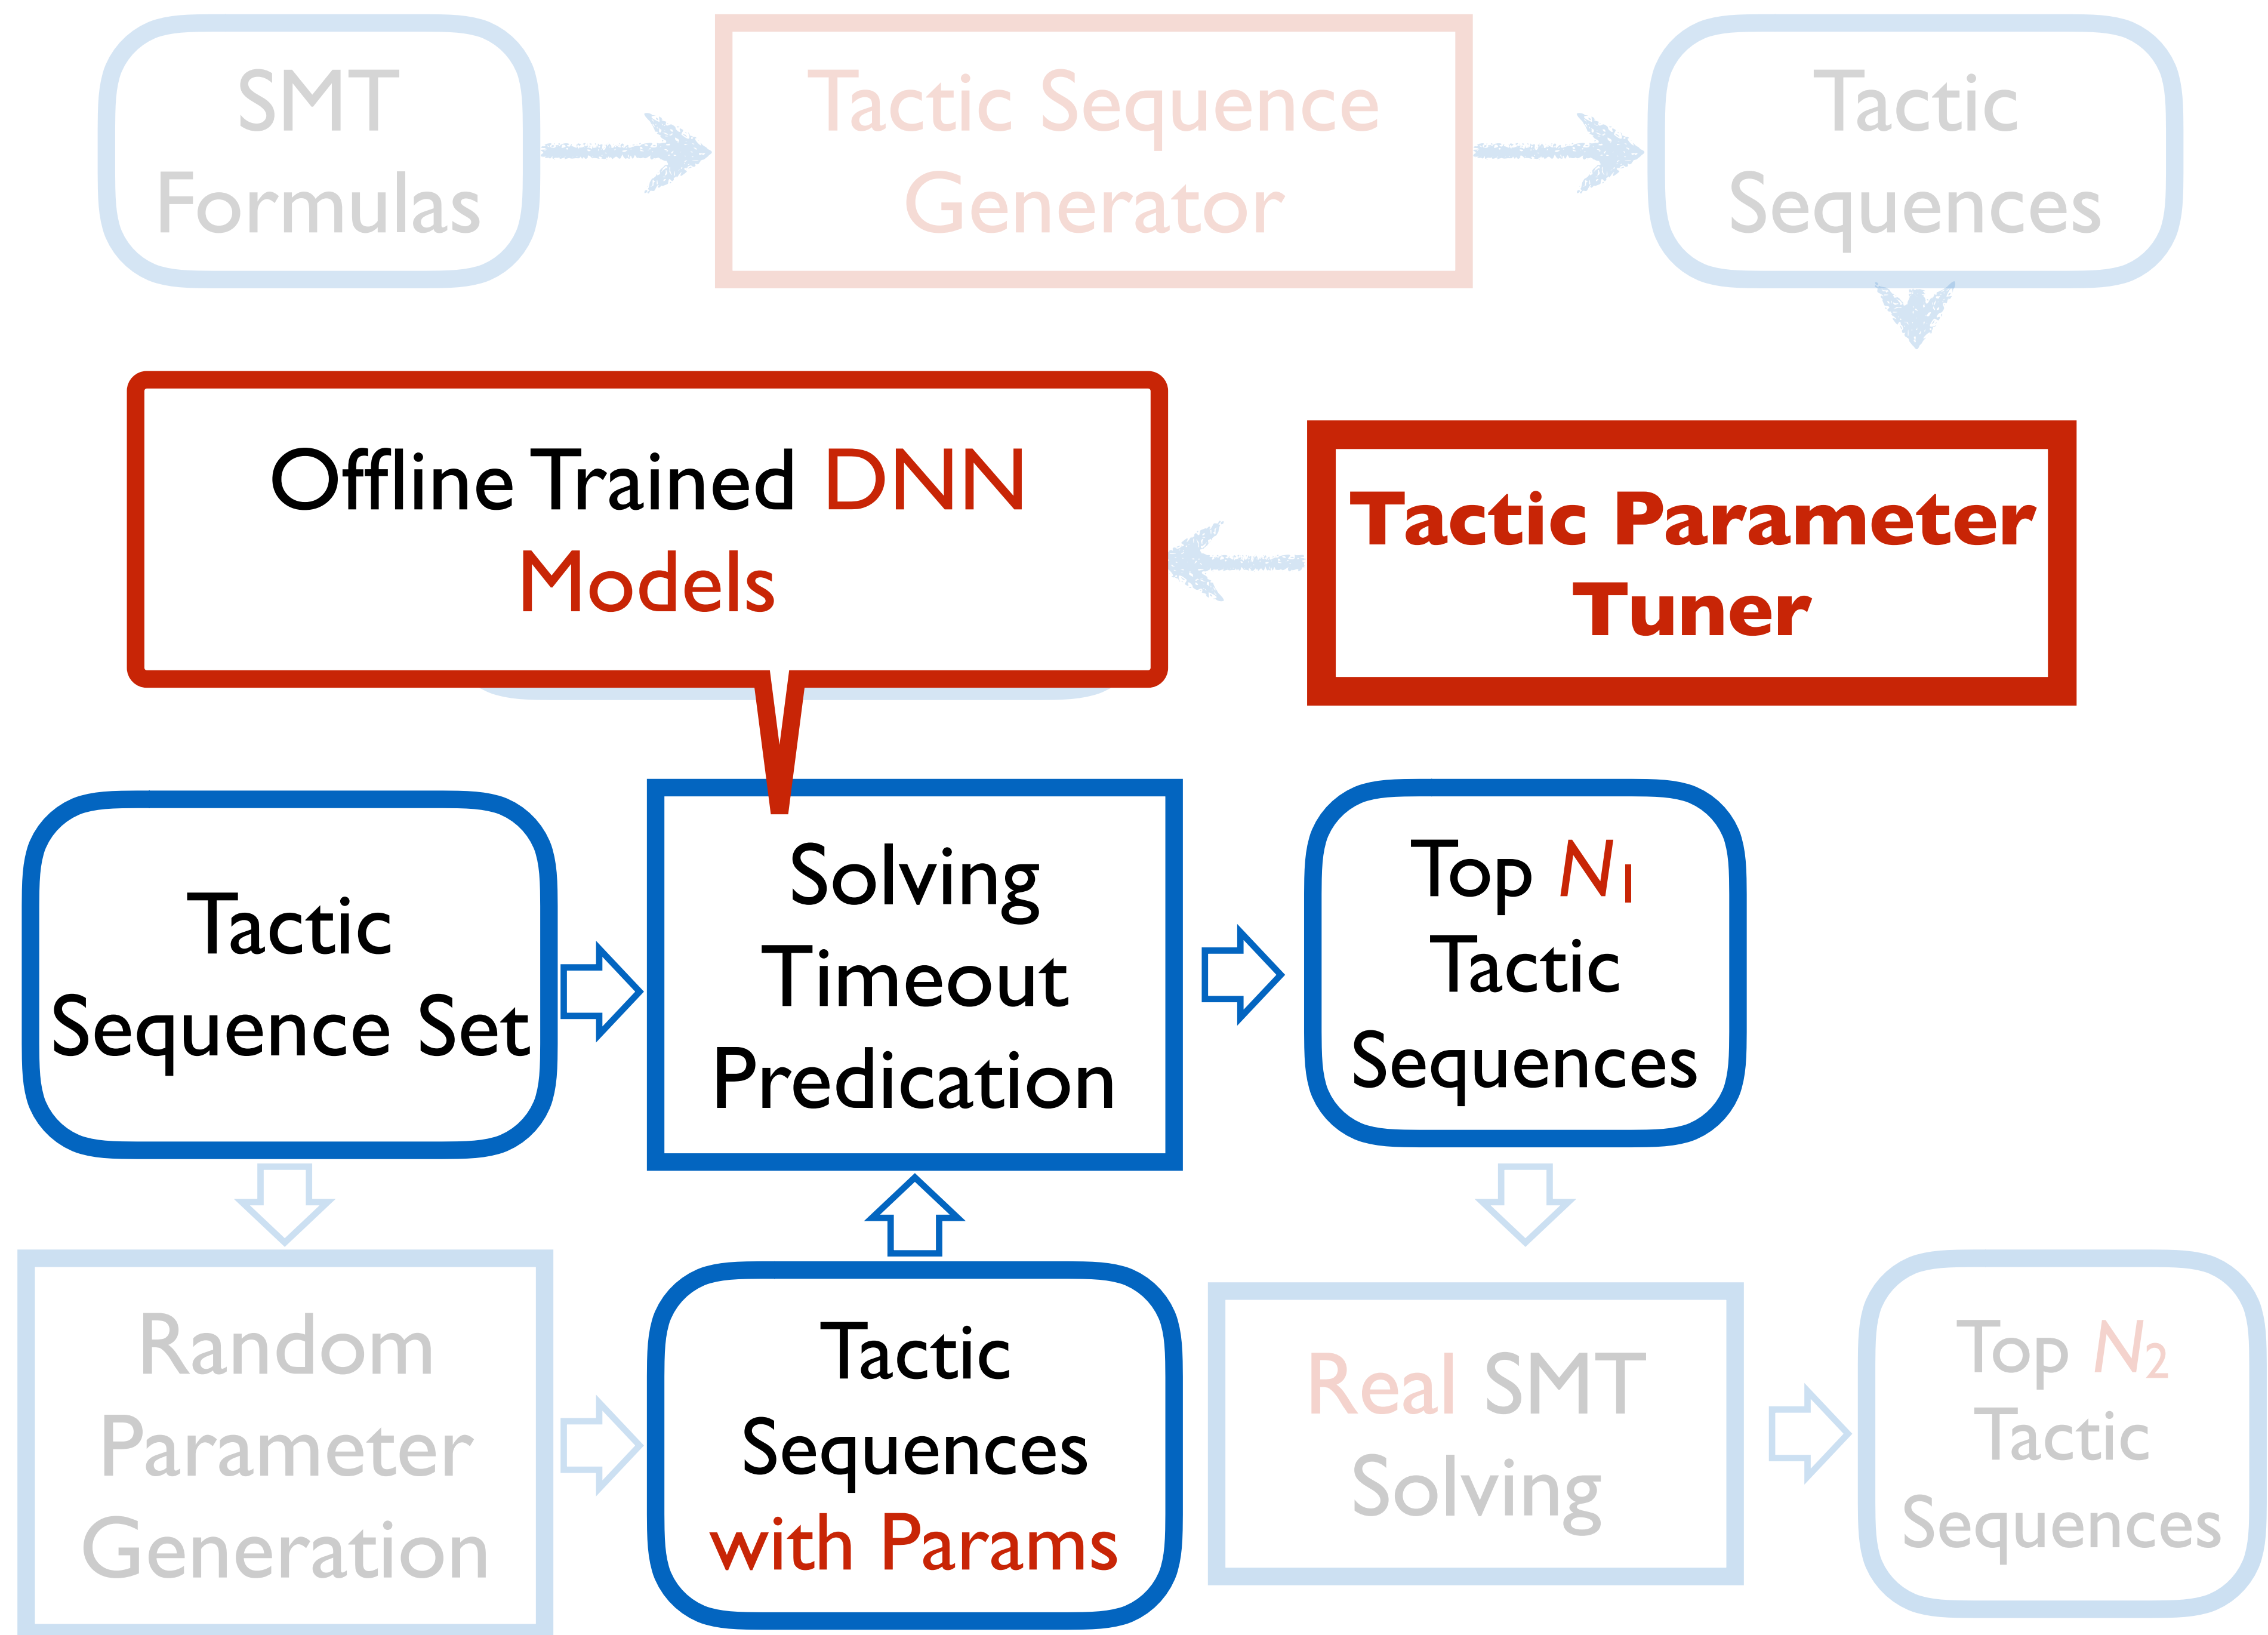 SMT
Formulas
Tactic Sequence
Generator
Tactic
Sequences
Offline Trained DNN
Models
Tactic Parameter
Tuner
Tactic
Sequence Set
Solving
Timeout
Predication
Top N1
Tactic
Sequences
Random
Parameter
Generation
Tactic
Sequences
with Params
Real SMT
Solving
Top N2
Tactic
Sequences